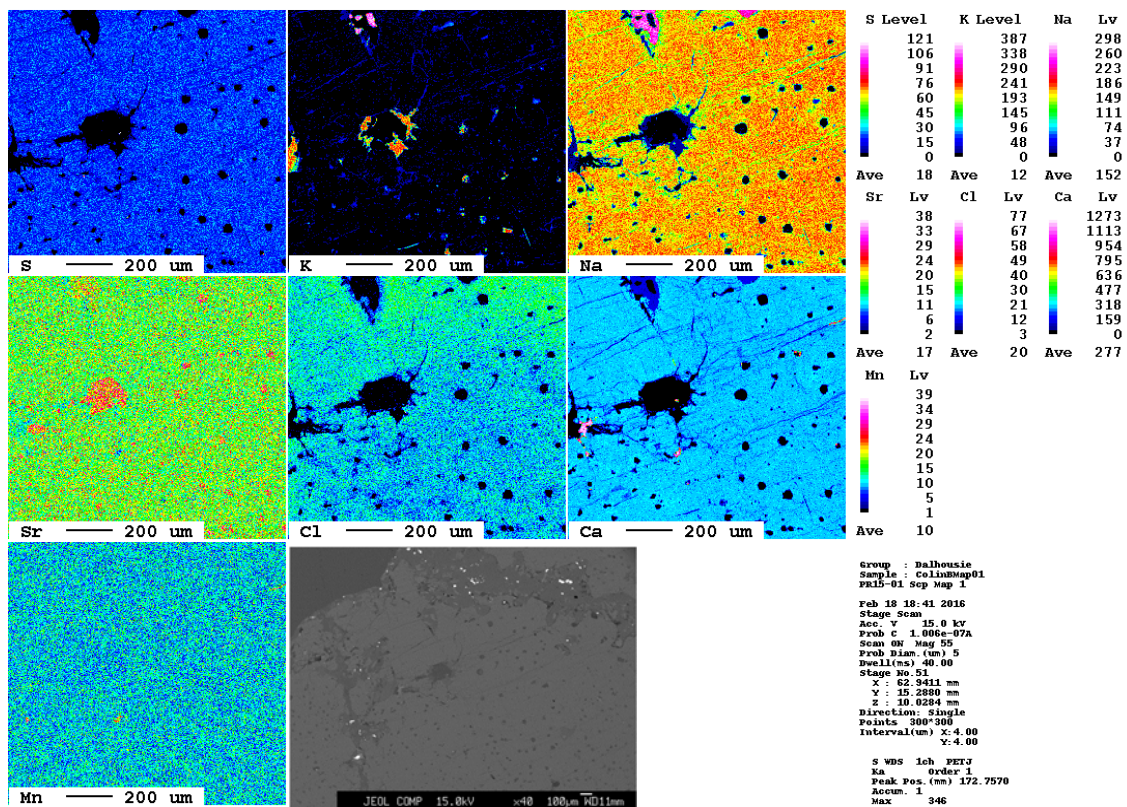 S Level K Level Na Lv
121 387 298
106 338 260
91 290 223
76 241 186
60 193 149
45 145 111
30 96 74
15 48 37
0 0 0
Ave 18 Ave 12 Ave 152
S 200 um K 200 um Na 200 um
Sr Lv Cl Lv Ca Lv
38 77 1273
33 67 1113
29 58 954
24 49 795
20 40 636
15 30 477
11 21 318
6 12 159
2 3 0
Ave 17 Ave 20 Ave 277
Sr 200 um Cl 200 um Ca 200 um
Mn Lv
39
34
29
24
20
15
10
5
1
Ave 10
Mn 200 um
JEOL COMP 15.0kV x40 100µm WD11mm
Group : Dalhousie
Sample : ColinBMap01
PR15-01 Scp Map 1
Feb 18 18:41 2016
Stage Scan
Acc. V 15.0 kV
Prob C 1.006e-07A
Scan ON Mag 55
Prob Diam.(um) 5
Dwell(ms) 40.00
Stage No.51
X : 62.9411 mm
Y : 15.2880 mm
Z : 10.0284 mm
Direction: Single
Points 300*300
Interval(um) X:4.00
Y:4.00
S WDS 1ch PETJ
Ka Order 1
Peak Pos.(mm) 172.7570
Accum. 1
Max 346